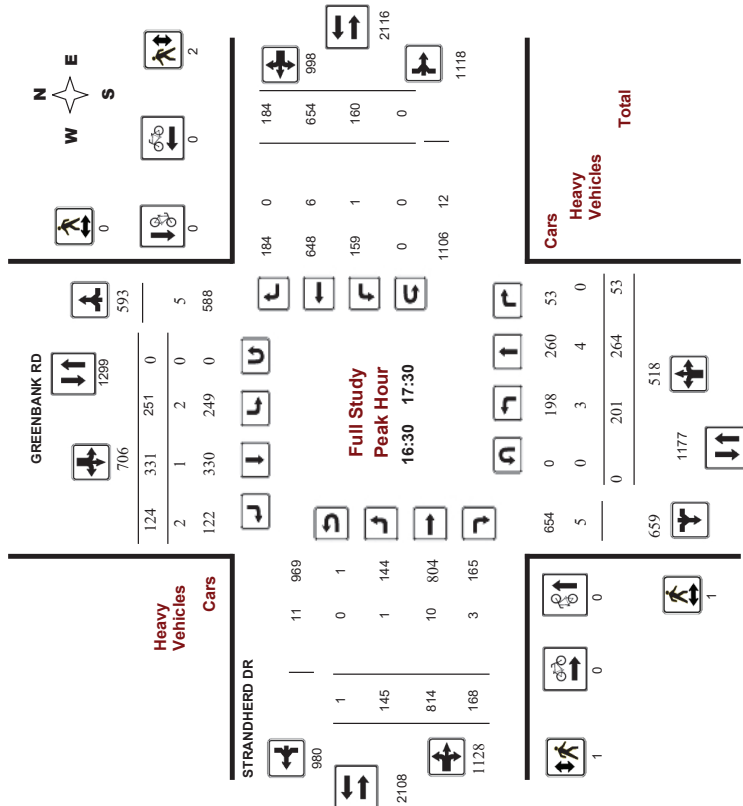 N
W E
S
2
0
0
0
GREENBANK RD
1299
706
593
124 331 251 0
2 1 2 0 5
122 330 249 0 588
Heavy
Vehicles
Cars
998
2116
1118
184 0 184
648 6 654
159 1 160
0 0 0
1106 12
Full Study
Peak Hour
16:30 17:30
STRANDHERD DR
980
11 969
1 0 1
145 1 144
814 10 804
168 3 165
2108
1128
Cars
Heavy
Vehicles
Total
654 0 198 260 53
5 0 3 4 0
0 201 264 53
659
518
1177
0
0
1
1